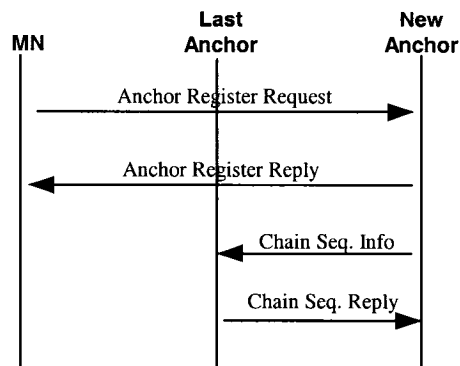 MN
Last
Anchor
New
Anchor
Anchor Register Request
Anchor Register Reply
Chain Seq. Info
Chain Seq. Reply